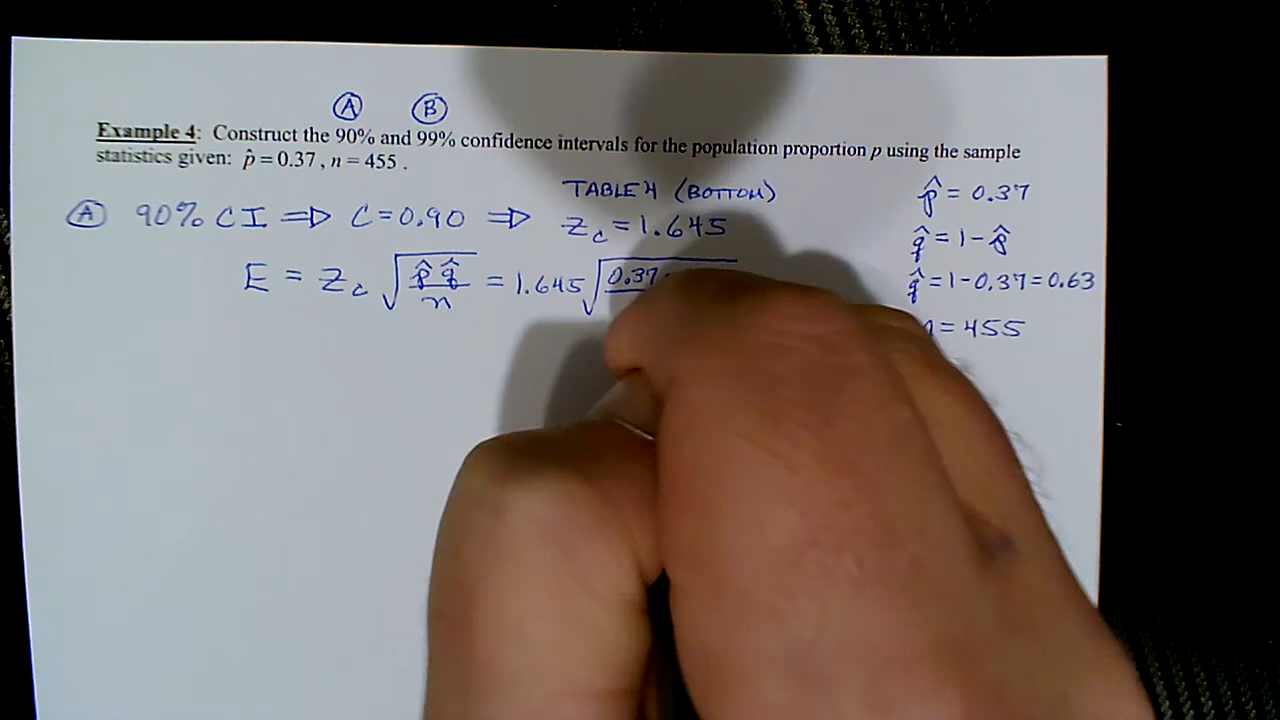 Ⓐ Ⓑ
Example 4: Construct the 90% and 99% confidence intervals for the population proportion p using the sample
statistics given: p̂ = 0.37, n = 455.
TABLE 4 (BOTTOM)
Ⓐ 90% CI ⇒ C = 0.90 ⇒ z_c = 1.645
E = z_c √(p̂ q̂ / n) = 1.645 √(0.37
p̂ = 0.37
q̂ = 1 - p̂
q̂ = 1 - 0.37 = 0.63
= 455